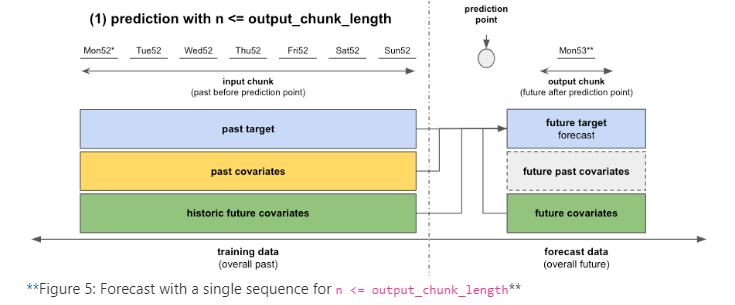 (1) prediction with n <= output_chunk_length
prediction
point
Mon52* Tue52 Wed52 Thu52 Fri52 Sat52 Sun52
Mon53**
input chunk
(past before prediction point)
output chunk
(future after prediction point)
past target
future target
forecast
past covariates
future past covariates
historic future covariates
future covariates
training data
(overall past)
forecast data
(overall future)
**Figure 5: Forecast with a single sequence for n <= output_chunk_length**